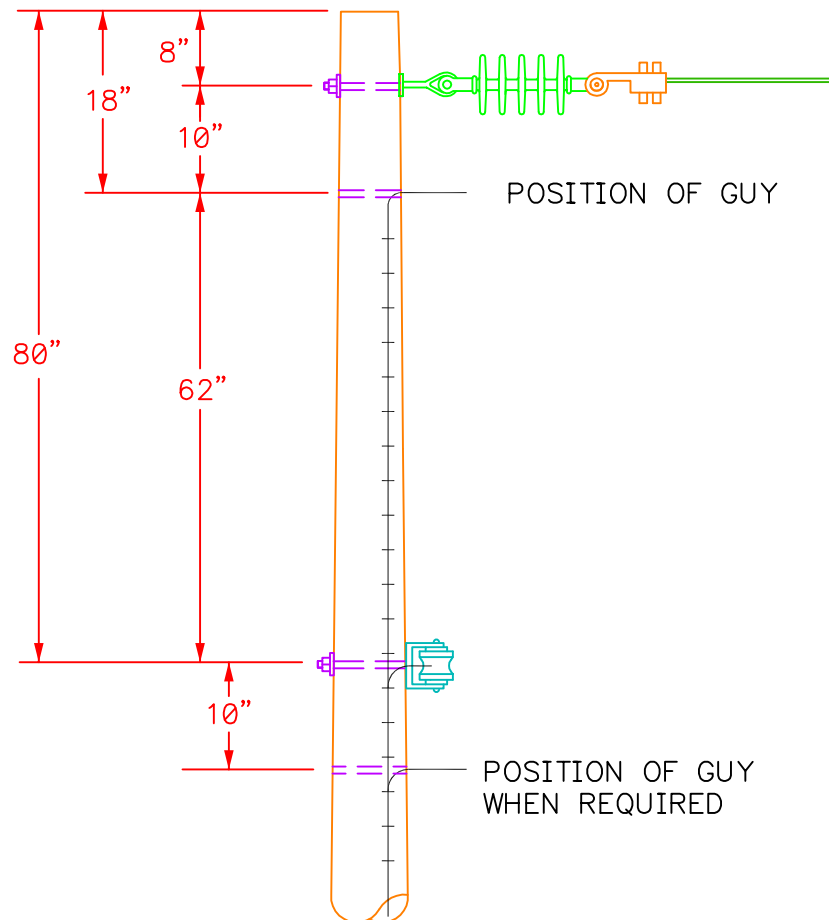 8”
18”
10”
POSITION OF GUY
80”
62”
10”
POSITION OF GUY
WHEN REQUIRED